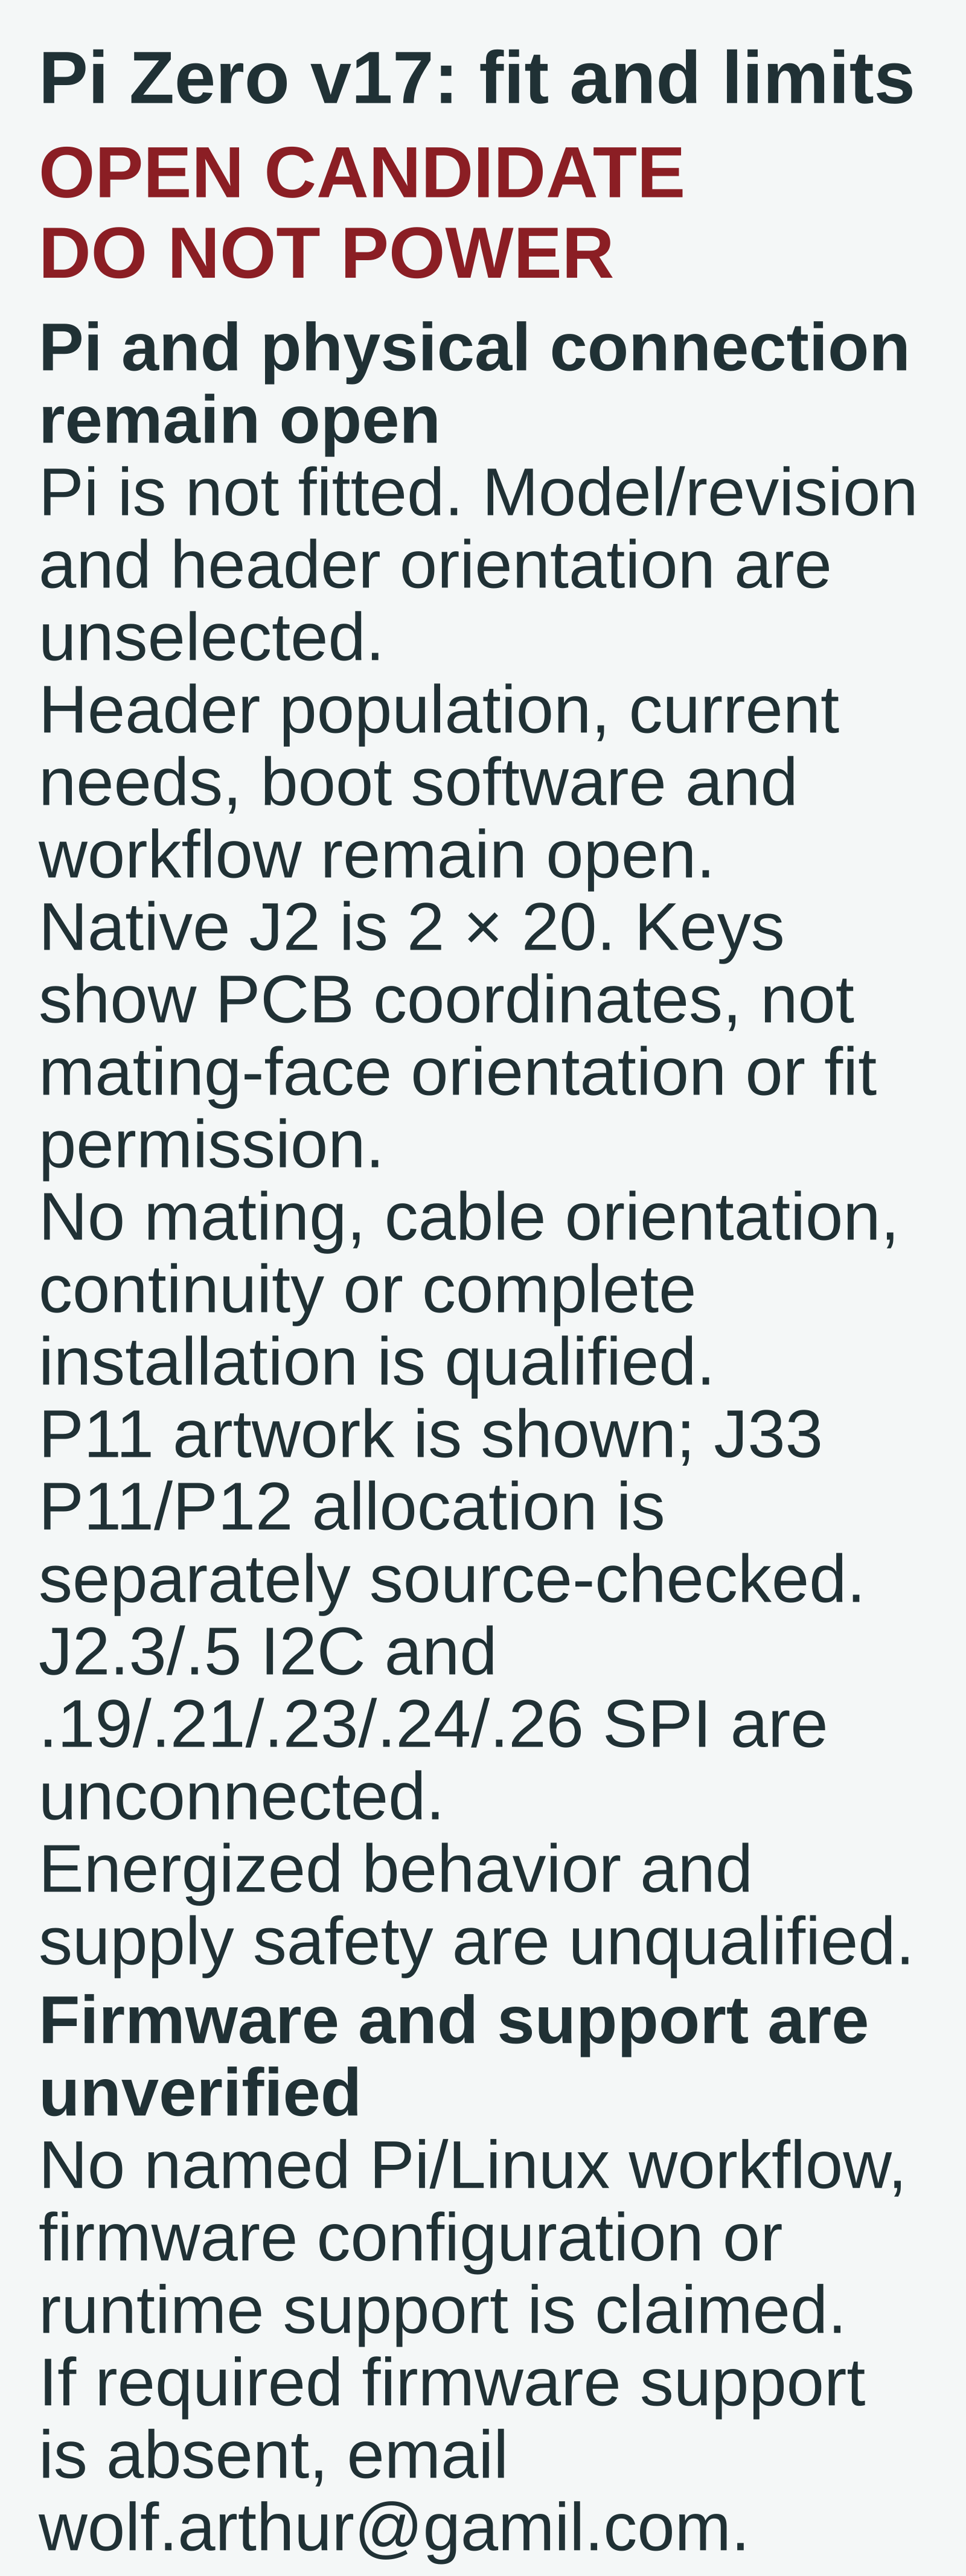 Pi Zero v17: fit and limits
OPEN CANDIDATE
DO NOT POWER
Pi and physical connection
remain open
Pi is not fitted. Model/revision
and header orientation are
unselected.
Header population, current
needs, boot software and
workflow remain open.
Native J2 is 2 × 20. Keys
show PCB coordinates, not
mating-face orientation or fit
permission.
No mating, cable orientation,
continuity or complete
installation is qualified.
P11 artwork is shown; J33
P11/P12 allocation is
separately source-checked.
J2.3/.5 I2C and
.19/.21/.23/.24/.26 SPI are
unconnected.
Energized behavior and
supply safety are unqualified.
Firmware and support are
unverified
No named Pi/Linux workflow,
firmware configuration or
runtime support is claimed.
If required firmware support
is absent, email
wolf.arthur@gamil.com.